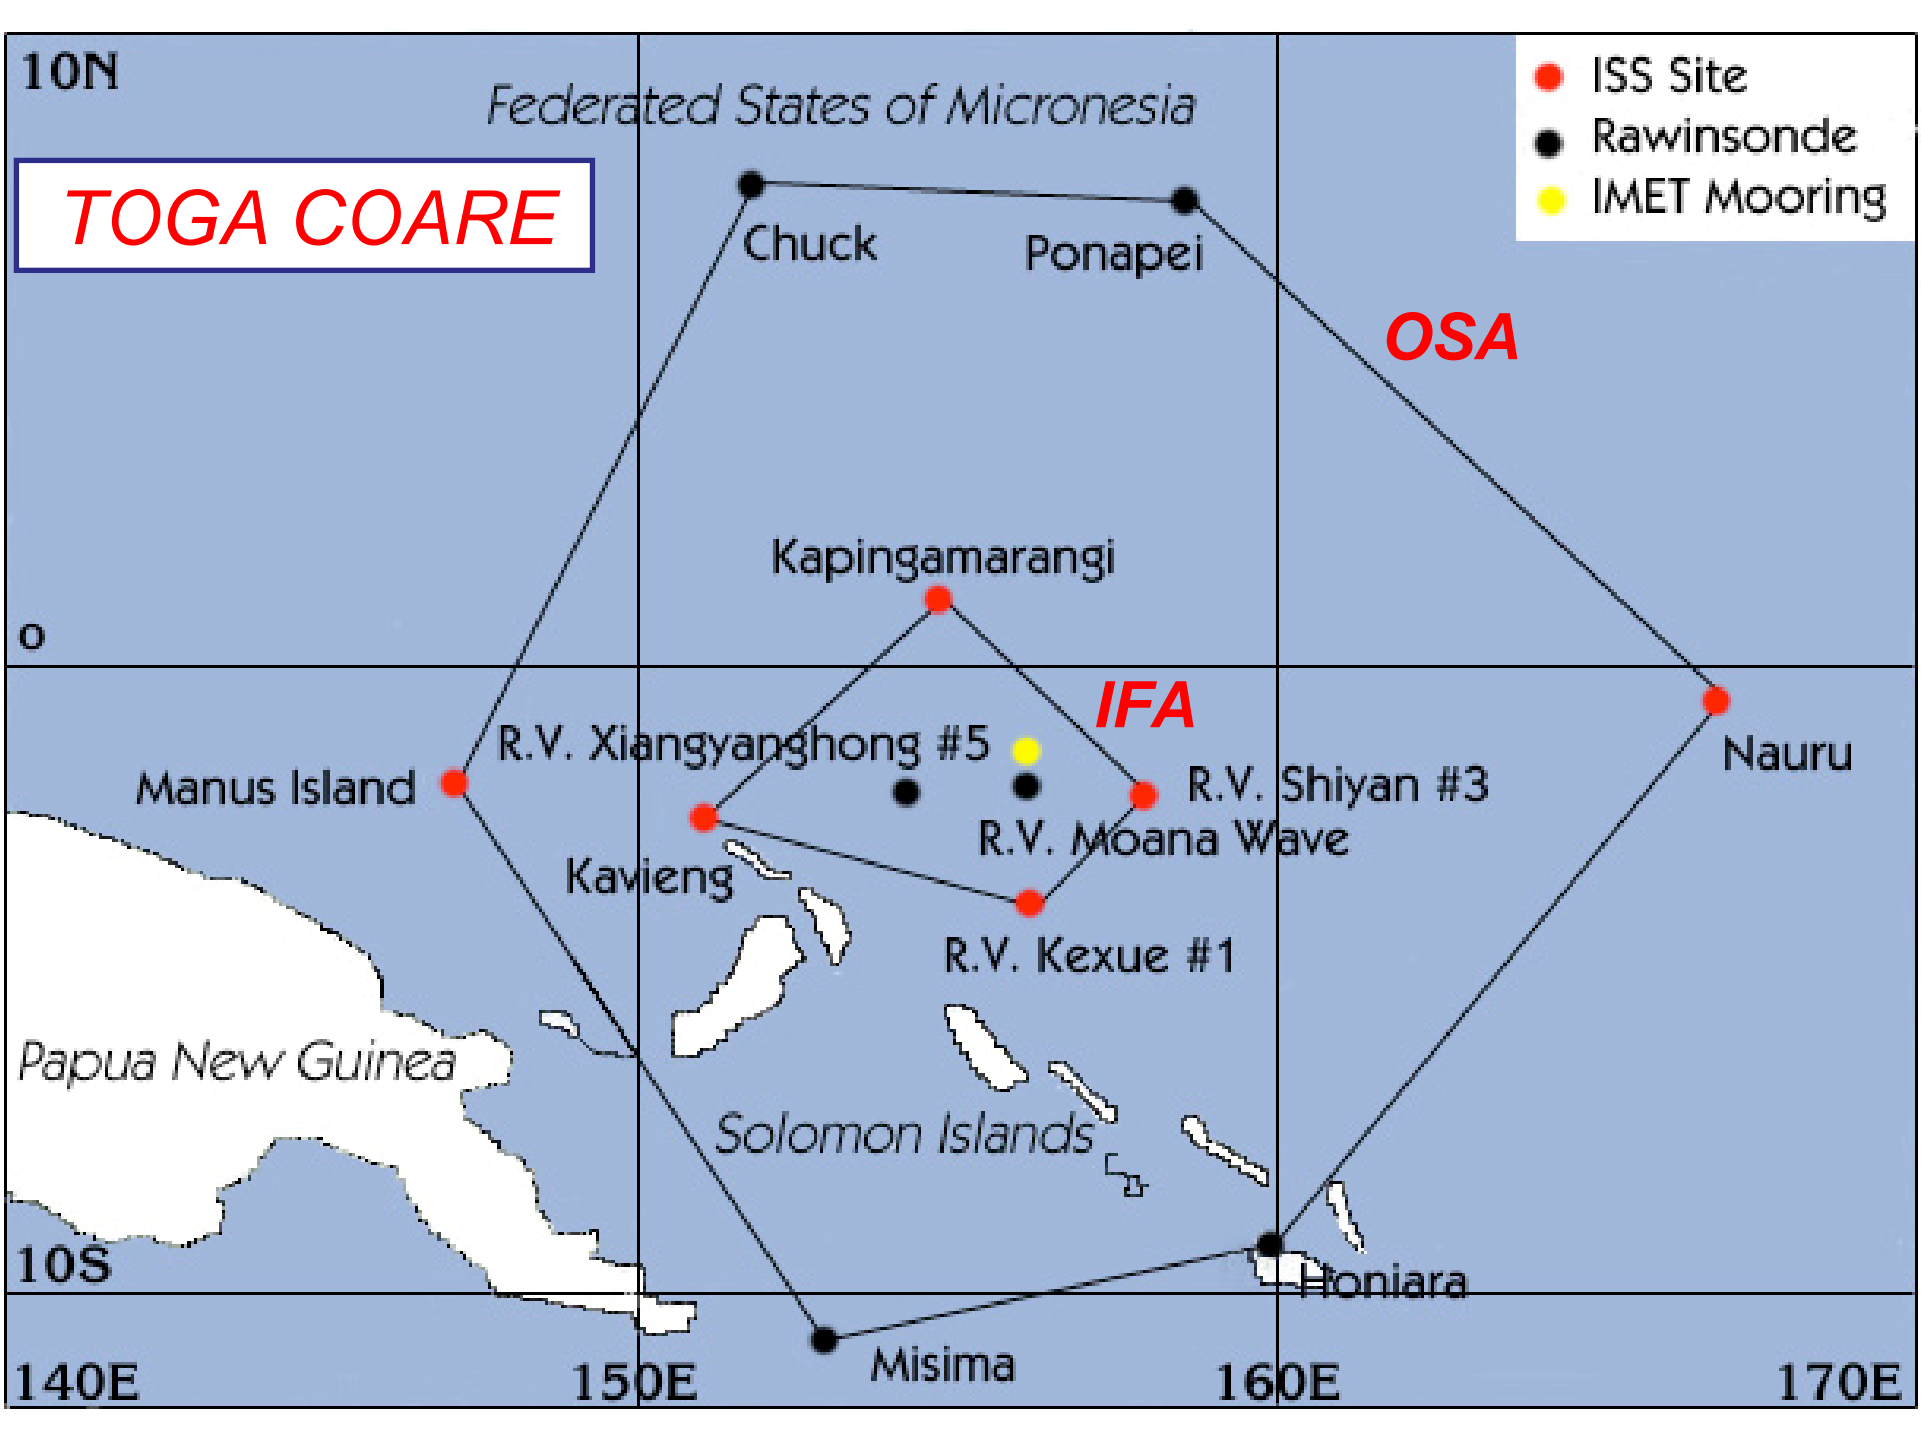 10N
Federated States of Micronesia
ISS Site
Rawinsonde
IMET Mooring
TOGA COARE
Chuck
Ponapei
OSA
Kapingamarangi
0
IFA
R.V. Xiangyanghong #5
Nauru
Manus Island
R.V. Shiyan #3
R.V. Moana Wave
Kavieng
R.V. Kexue #1
Papua New Guinea
Solomon Islands
10S
Honiara
Misima
140E
150E
160E
170E